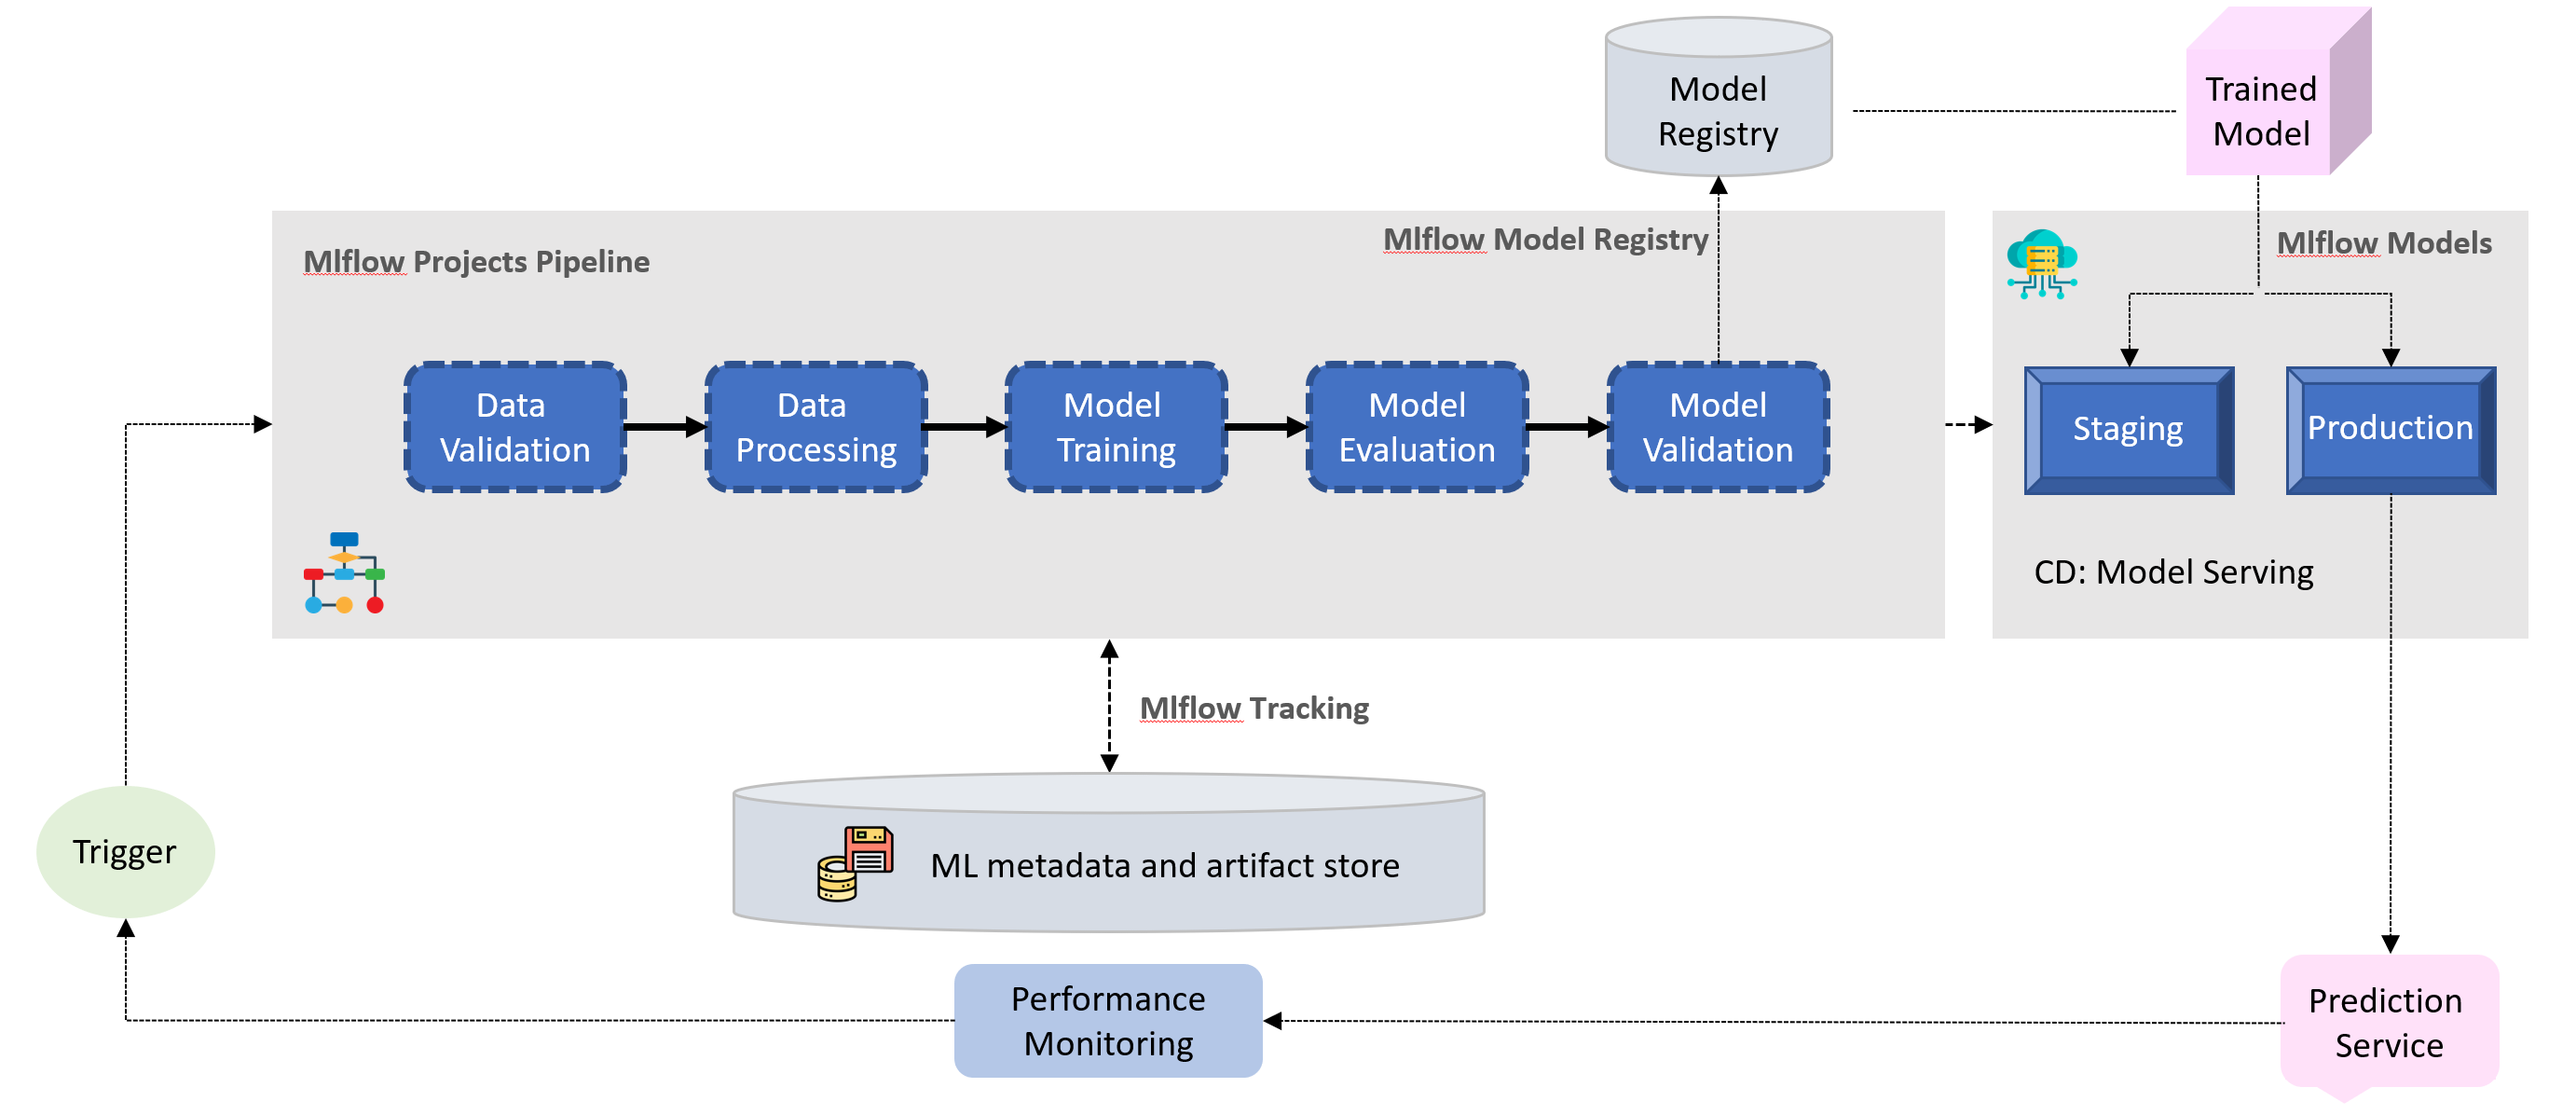 Model
Registry
Trained
Model
Mlflow Projects Pipeline
Mlflow Model Registry
Mlflow Models
Data
Validation
Data
Processing
Model
Training
Model
Evaluation
Model
Validation
Staging
Production
CD: Model Serving
Mlflow Tracking
Trigger
ML metadata and artifact store
Performance
Monitoring
Prediction
Service